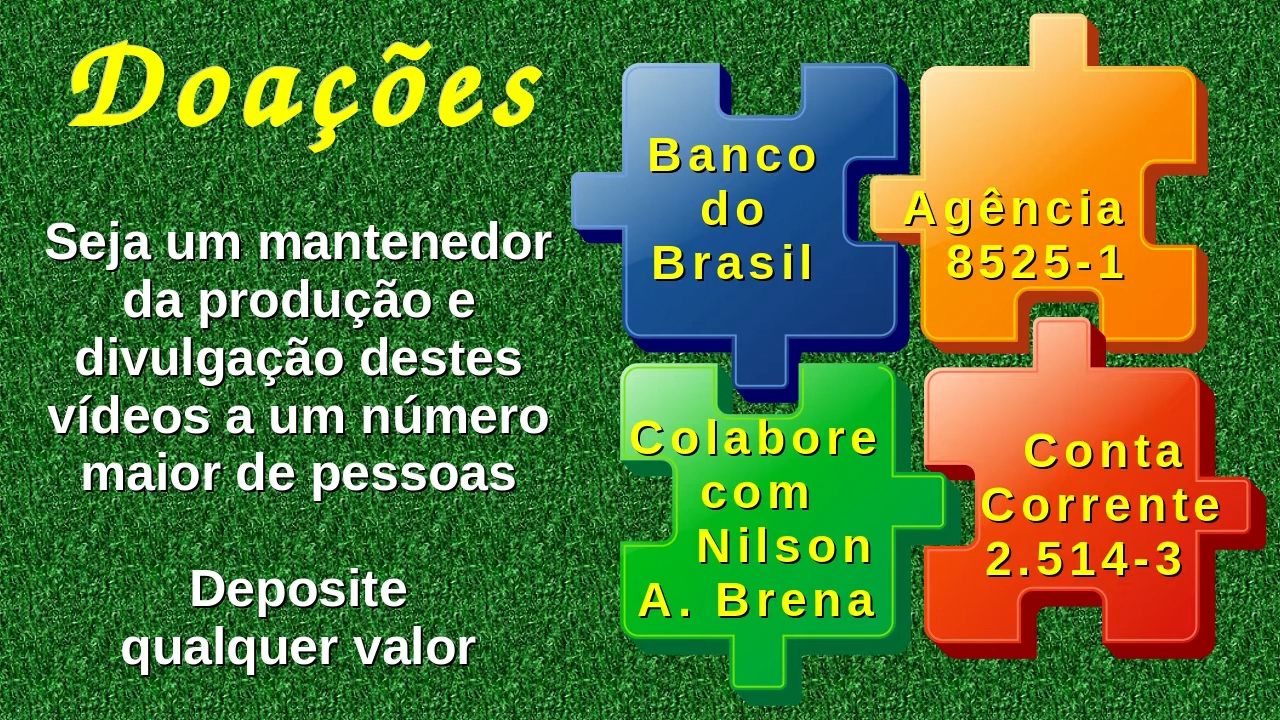 Doações
Seja um mantenedor
da produção e
divulgação destes
vídeos a um número
maior de pessoas
Deposite
qualquer valor
Banco
do
Brasil
Agência
8525-1
Colabore
com
Nilson
A. Brena
Conta
Corrente
2.514-3